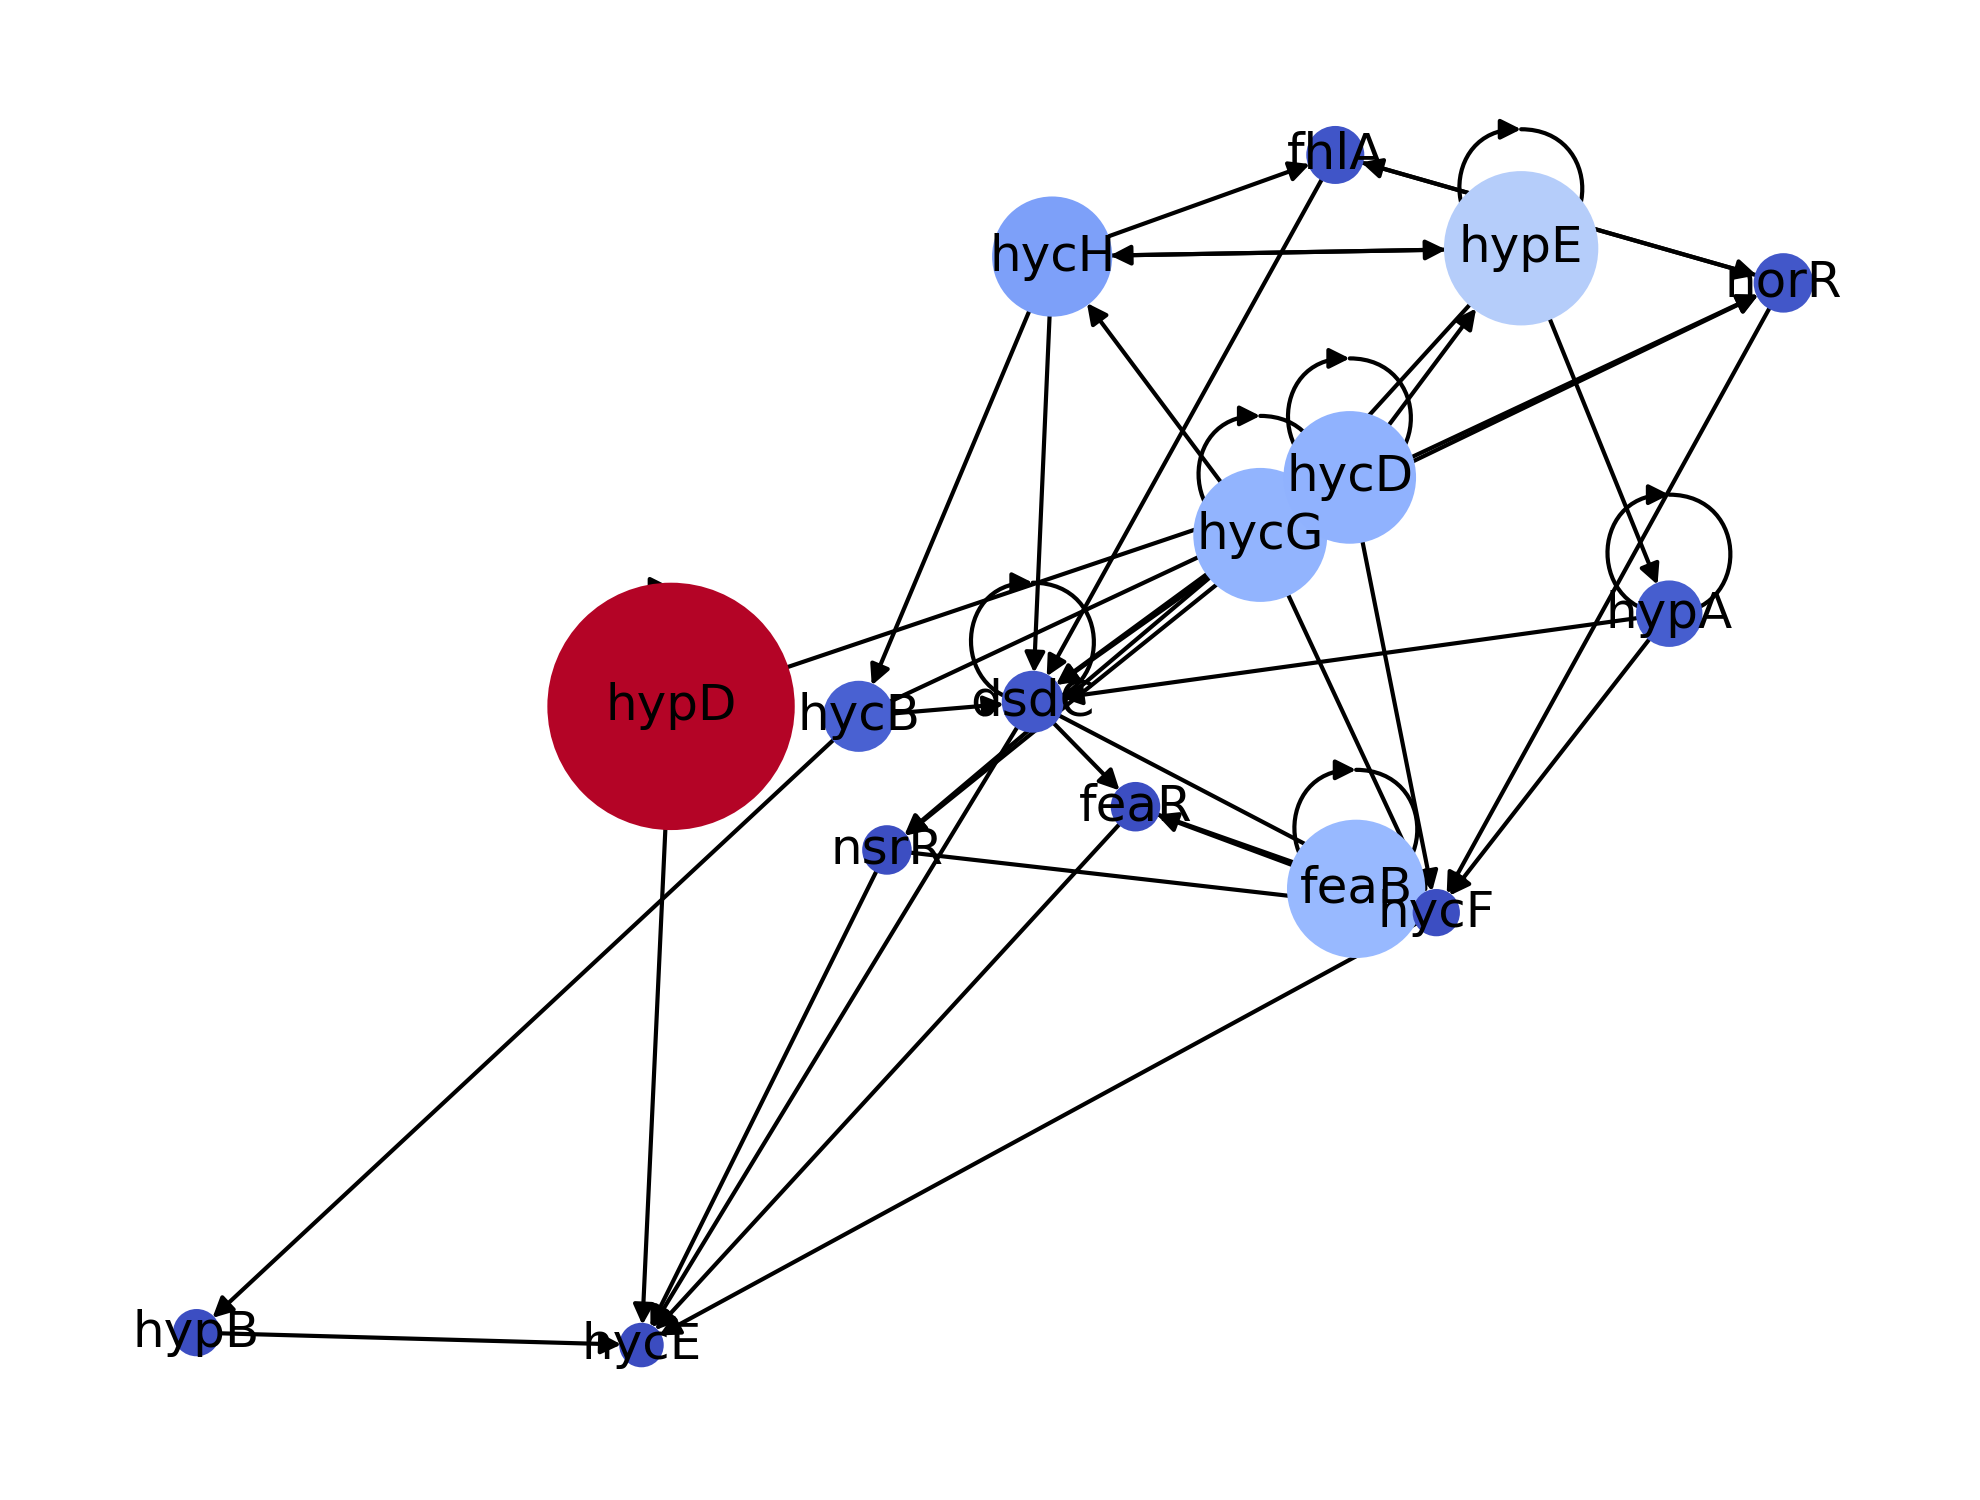 fhlA
hycH
hypE
norR
hycD
hycG
hypA
hypD
hycB
dsdC
feaR
nsrR
feaB
hycF
hypB
hycE